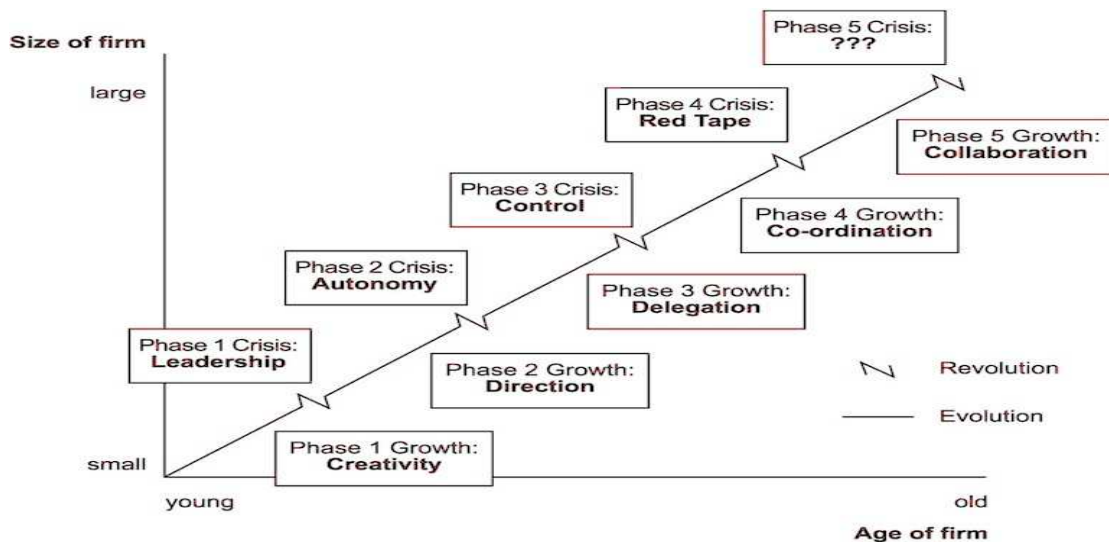 Size of firm
large
small
young
old
Age of firm
Phase 5 Crisis:
???
Phase 4 Crisis:
Red Tape
Phase 5 Growth:
Collaboration
Phase 3 Crisis:
Control
Phase 4 Growth:
Co-ordination
Phase 2 Crisis:
Autonomy
Phase 3 Growth:
Delegation
Phase 1 Crisis:
Leadership
Phase 2 Growth:
Direction
Phase 1 Growth:
Creativity
Revolution
Evolution